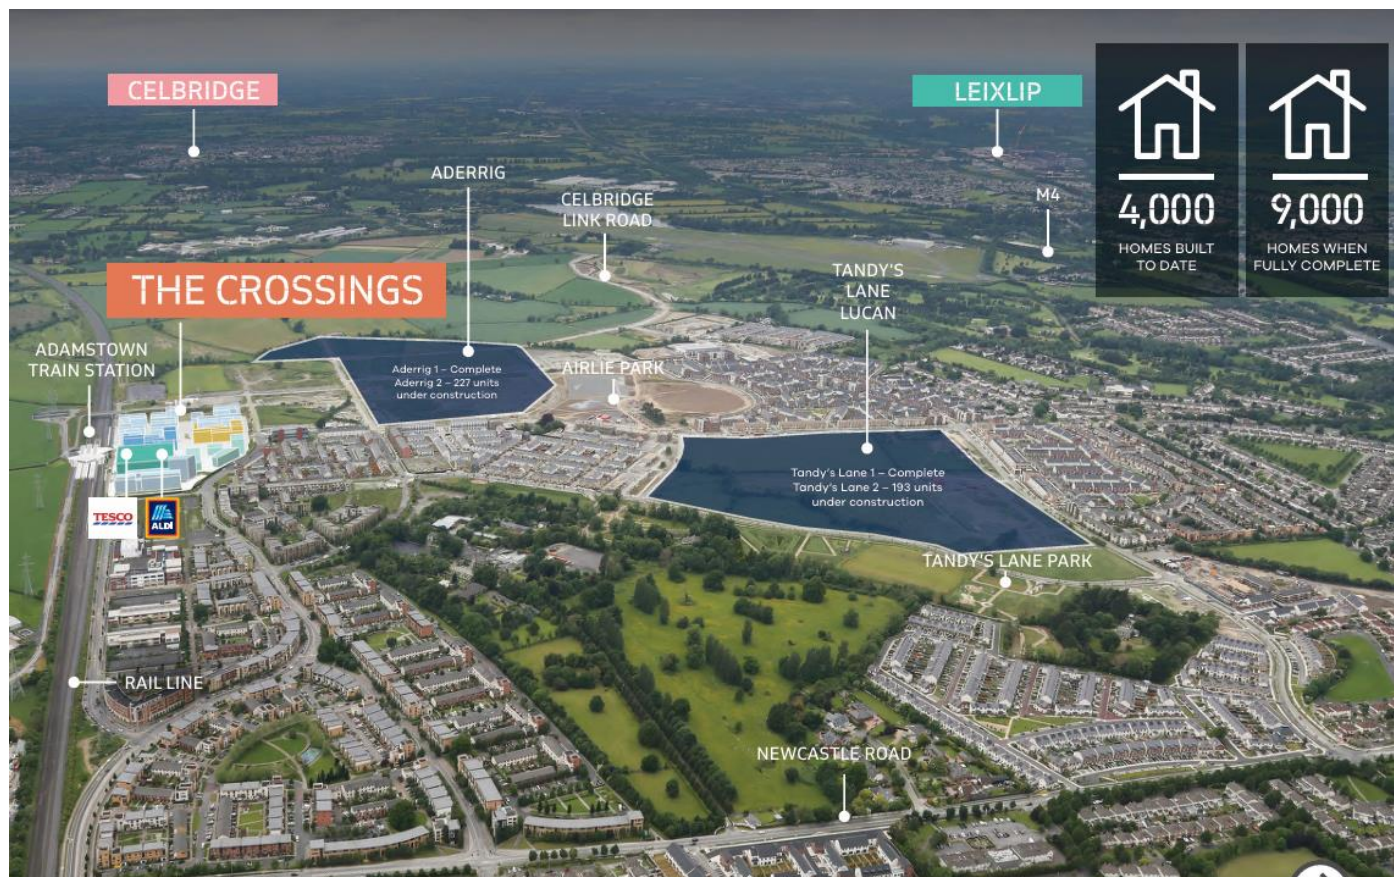 CELBRIDGE
LEIXLIP
4,000
HOMES BUILT
TO DATE
9,000
HOMES WHEN
FULLY COMPLETE
ADERRIG
CELBRIDGE
LINK ROAD
M4
THE CROSSINGS
TANDY'S
LANE
LUCAN
ADAMSTOWN
TRAIN STATION
Aderrig 1 – Complete
Aderrig 2 – 227 units
under construction
AIRLIE PARK
Tandy's Lane 1 – Complete
Tandy's Lane 2 – 193 units
under construction
TESCO
ALDI
TANDY'S LANE PARK
RAIL LINE
NEWCASTLE ROAD